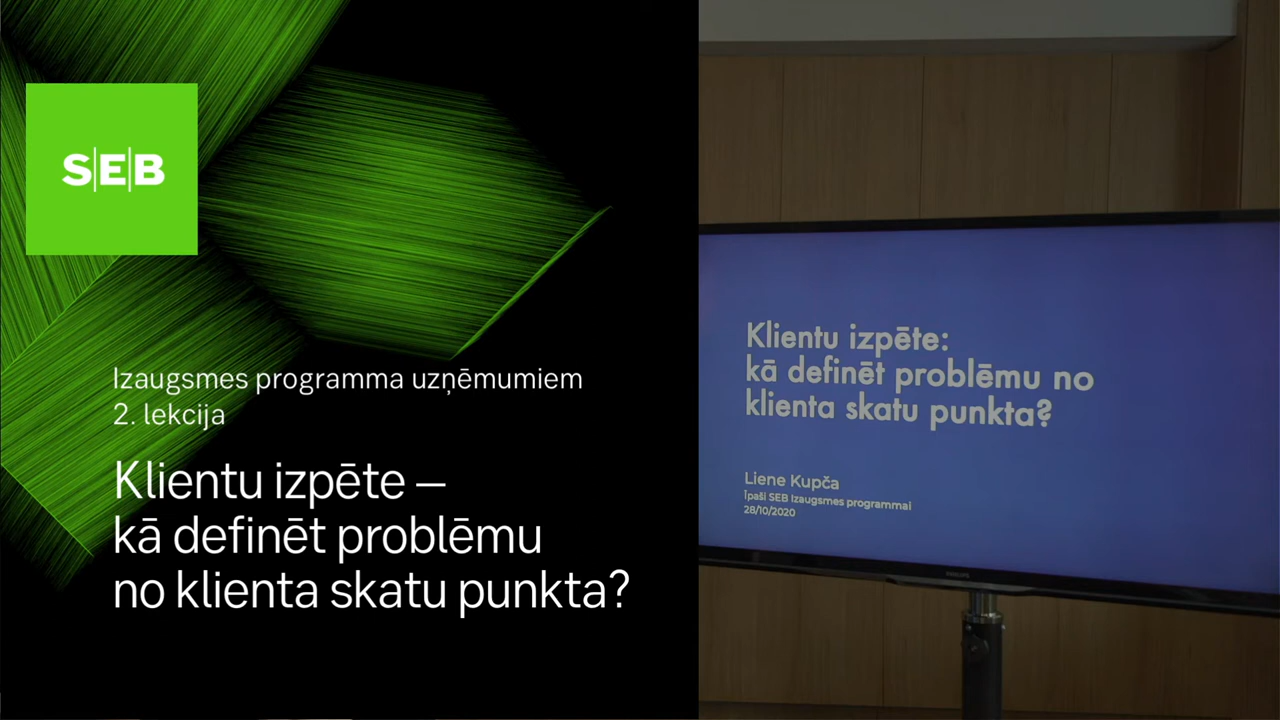 S|E|B
Izaugsmes programma uzņēmumiem
2. lekcija
Klientu izpēte –
kā definēt problēmu
no klienta skatu punkta?
Klientu izpēte:
kā definēt problēmu no
klienta skatu punkta?
Liene Kupča
Īpaši SEB Izaugsmes programmai
28/10/2020
PHILIPS